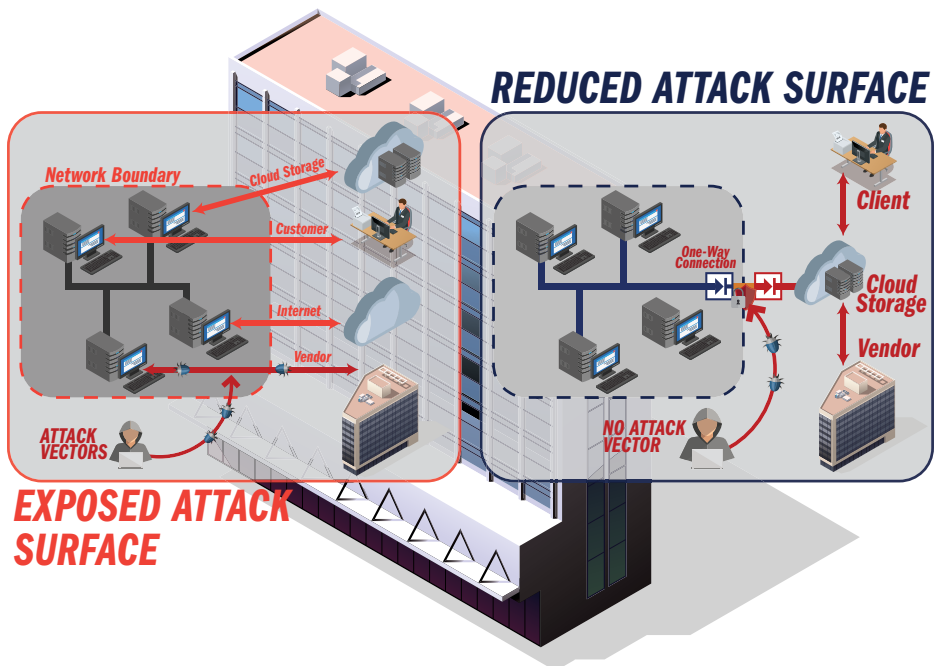 REDUCED ATTACK SURFACE
Network Boundary
Cloud Storage
Customer
Internet
Vendor
ATTACK
VECTORS
EXPOSED ATTACK
SURFACE
One-Way
Connection
Client
Cloud
Storage
Vendor
NO ATTACK
VECTOR